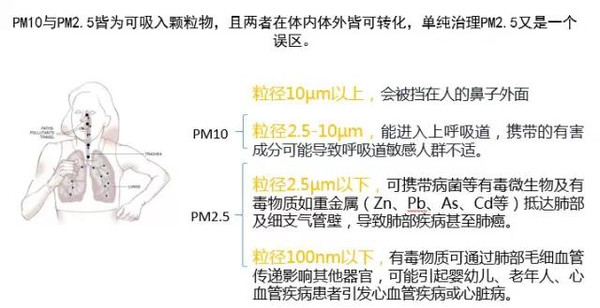 PM10与PM2.5皆为可吸入颗粒物，且两者在体内体外皆可转化，单纯治理PM2.5又是一个
误区。
粒径10μm以上，会被挡在人的鼻子外面
PM10
粒径2.5-10μm，能进入上呼吸道，携带的有害
成分可能导致呼吸道敏感人群不适。
粒径2.5μm以下，可携带病菌等有毒微生物及有
毒物质如重金属（Zn、Pb、As、Cd等）抵达肺部
及细支气管壁，导致肺部疾病甚至肺癌。
PM2.5
粒径100nm以下，有毒物质可通过肺部毛细血管
传递影响其他器官，可能引起婴幼儿、老年人、心
血管疾病患者引发心血管疾病或心脏病。
PATHS
POLLUTANTS
TRAVEL
TRACHEA
LUNGS